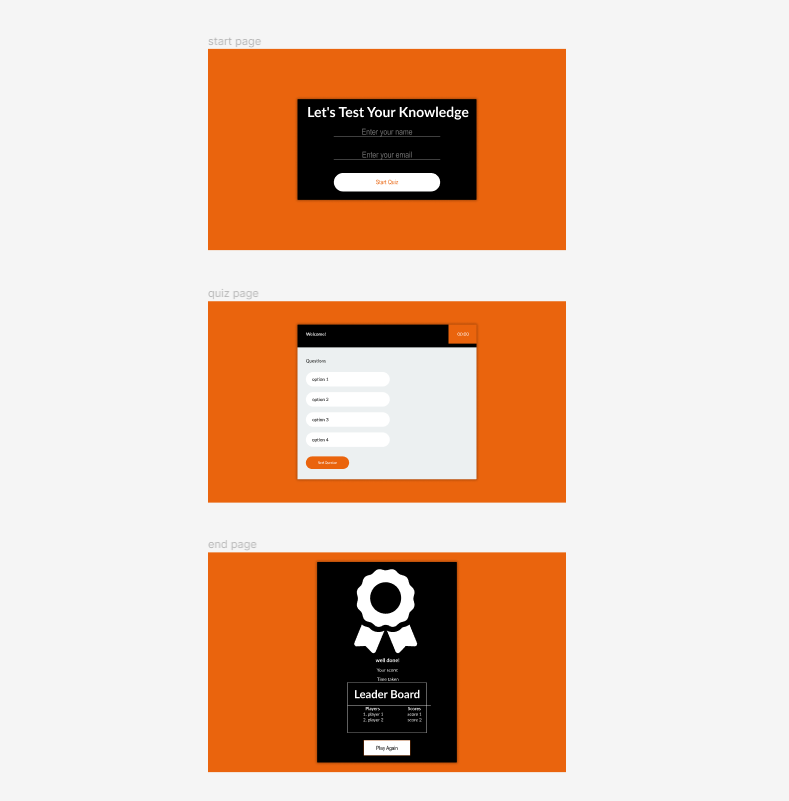 start page
Let's Test Your Knowledge
Enter your name
Enter your email
Start Quiz
quiz page
Welcome!
00:00
Questions
option 1
option 2
option 3
option 4
end page
well done!
Your score
Time taken
Leader Board
Players Scores
1. player 1 score 1
2. player 2 score 2
Play Again